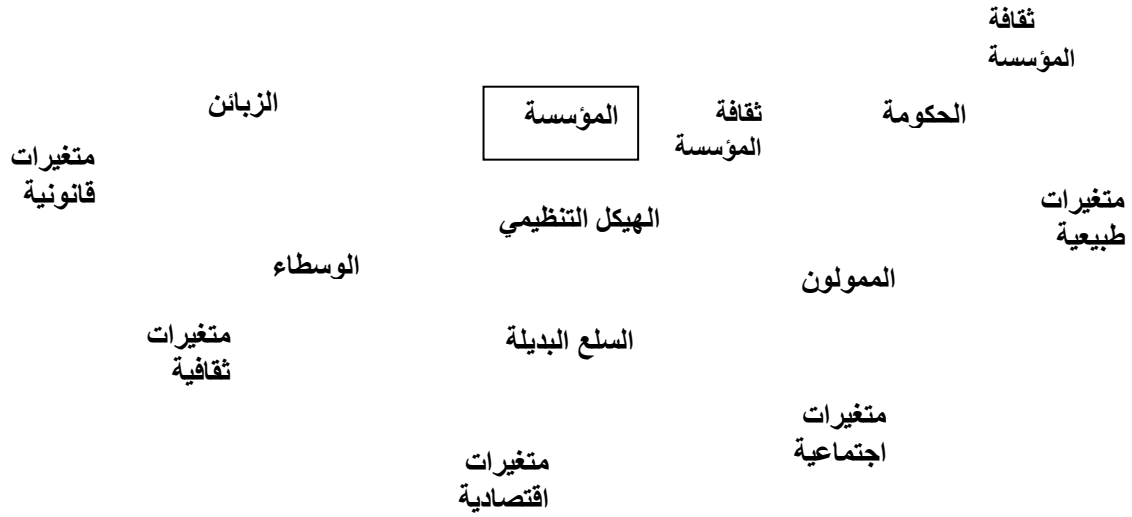 ثقافة
المؤسسة
الحكومة
ثقافة
المؤسسة
المؤسسة
الزبائن
متغيرات
قانونية
متغيرات
طبيعية
الهيكل التنظيمي
الممولون
الوسطاء
السلع البديلة
متغيرات
ثقافية
متغيرات
اجتماعية
متغيرات
اقتصادية